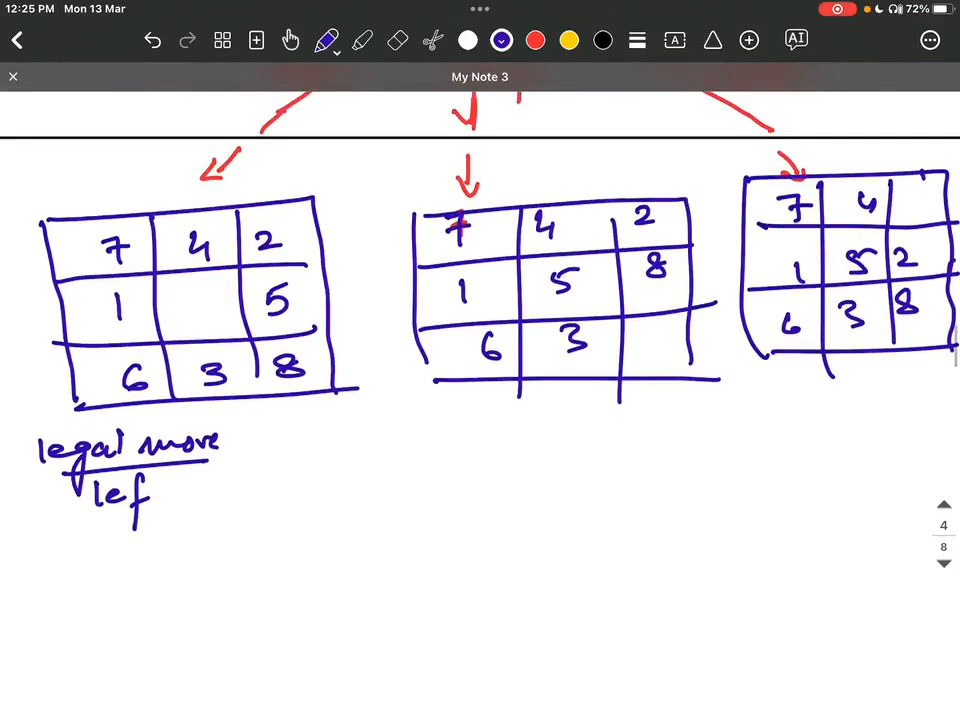 12:25 PM Mon 13 Mar
72%
A
AI
My Note 3
7 4 2
1 5
6 3 8
7 4 2
1 5 8
6 3
7 4
1 5 2
6 3 8
legal move
lef
4
8